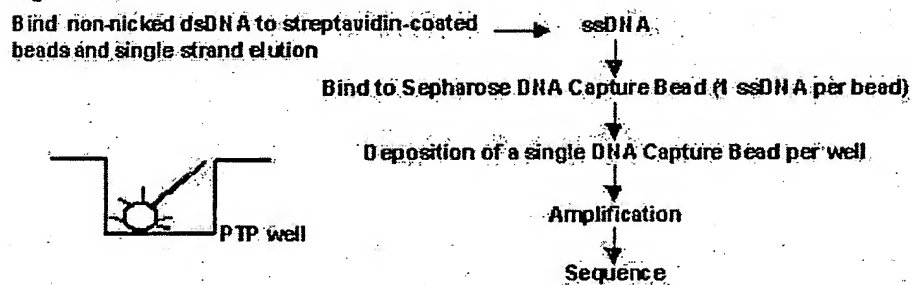 Bind non-nicked dsDNA to streptavidin-coated
beads and single strand elution
ssDNA
Bind to Sepharose DNA Capture Bead (1 ssDNA per bead)
Deposition of a single DNA Capture Bead per well
PTP well
Amplification
Sequence